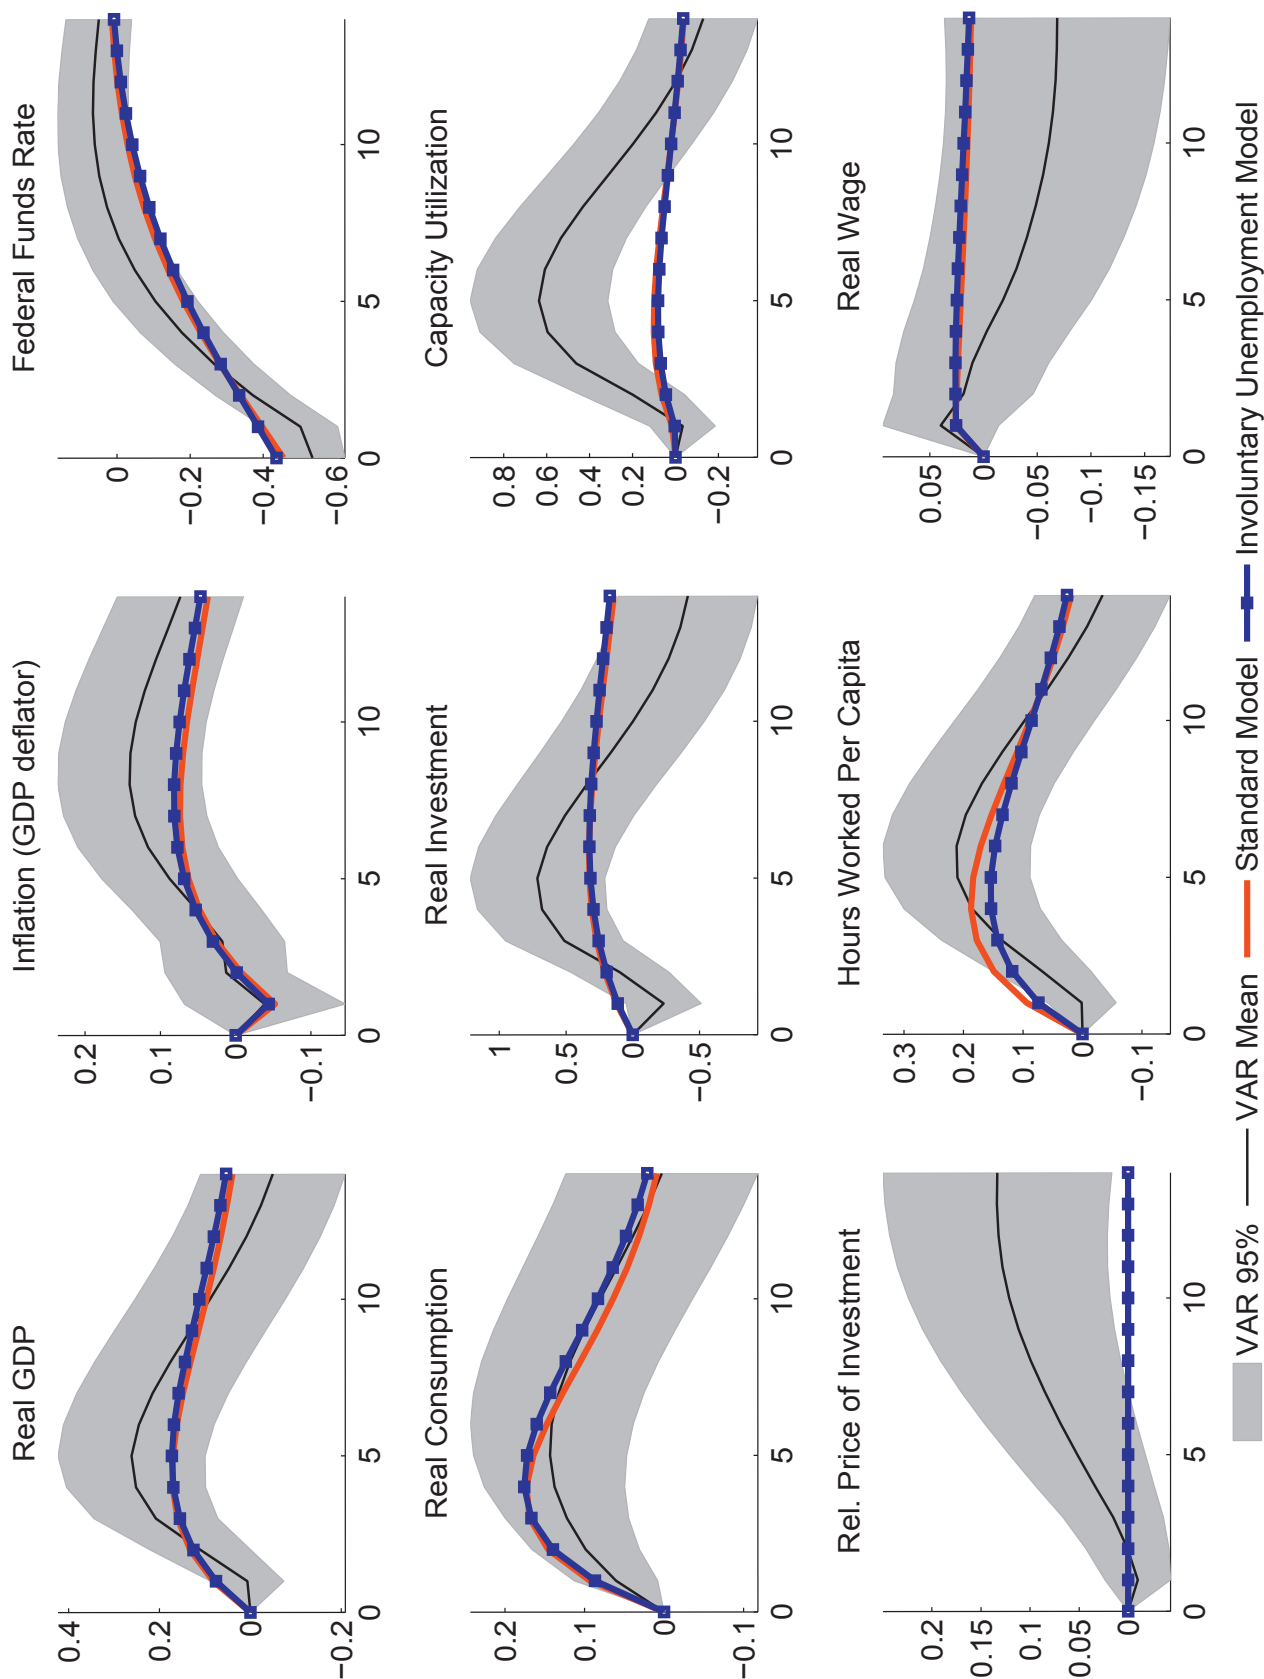 Real GDP
0.4
0.2
0
−0.2
0 5 10
Inflation (GDP deflator)
0.2
0.1
0
−0.1
0 5 10
Federal Funds Rate
0
−0.2
−0.4
−0.6
0 5 10
Real Consumption
0.2
0.1
0
−0.1
0 5 10
Real Investment
1
0.5
0
−0.5
0 5 10
Capacity Utilization
0.8
0.6
0.4
0.2
0
−0.2
0 5 10
Rel. Price of Investment
0.2
0.15
0.1
0.05
0
0 5 10
Hours Worked Per Capita
0.3
0.2
0.1
0
−0.1
0 5 10
Real Wage
0.05
0
−0.05
−0.1
−0.15
0 5 10
VAR 95% VAR Mean Standard Model Involuntary Unemployment Model